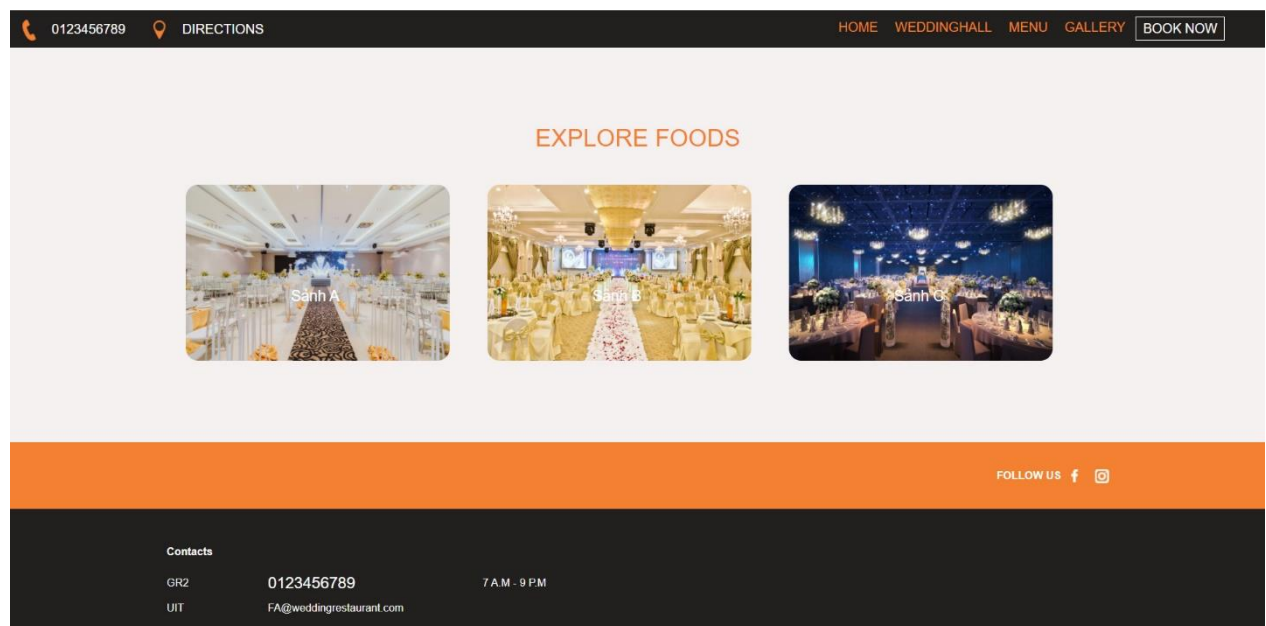 0123456789 DIRECTIONS HOME WEDDINGHALL MENU GALLERY BOOK NOW
EXPLORE FOODS
Sảnh A Sảnh B Sảnh C
FOLLOW US
Contacts
GR2 0123456789 7 A.M - 9 P.M
UIT FA@weddingrestaurant.com